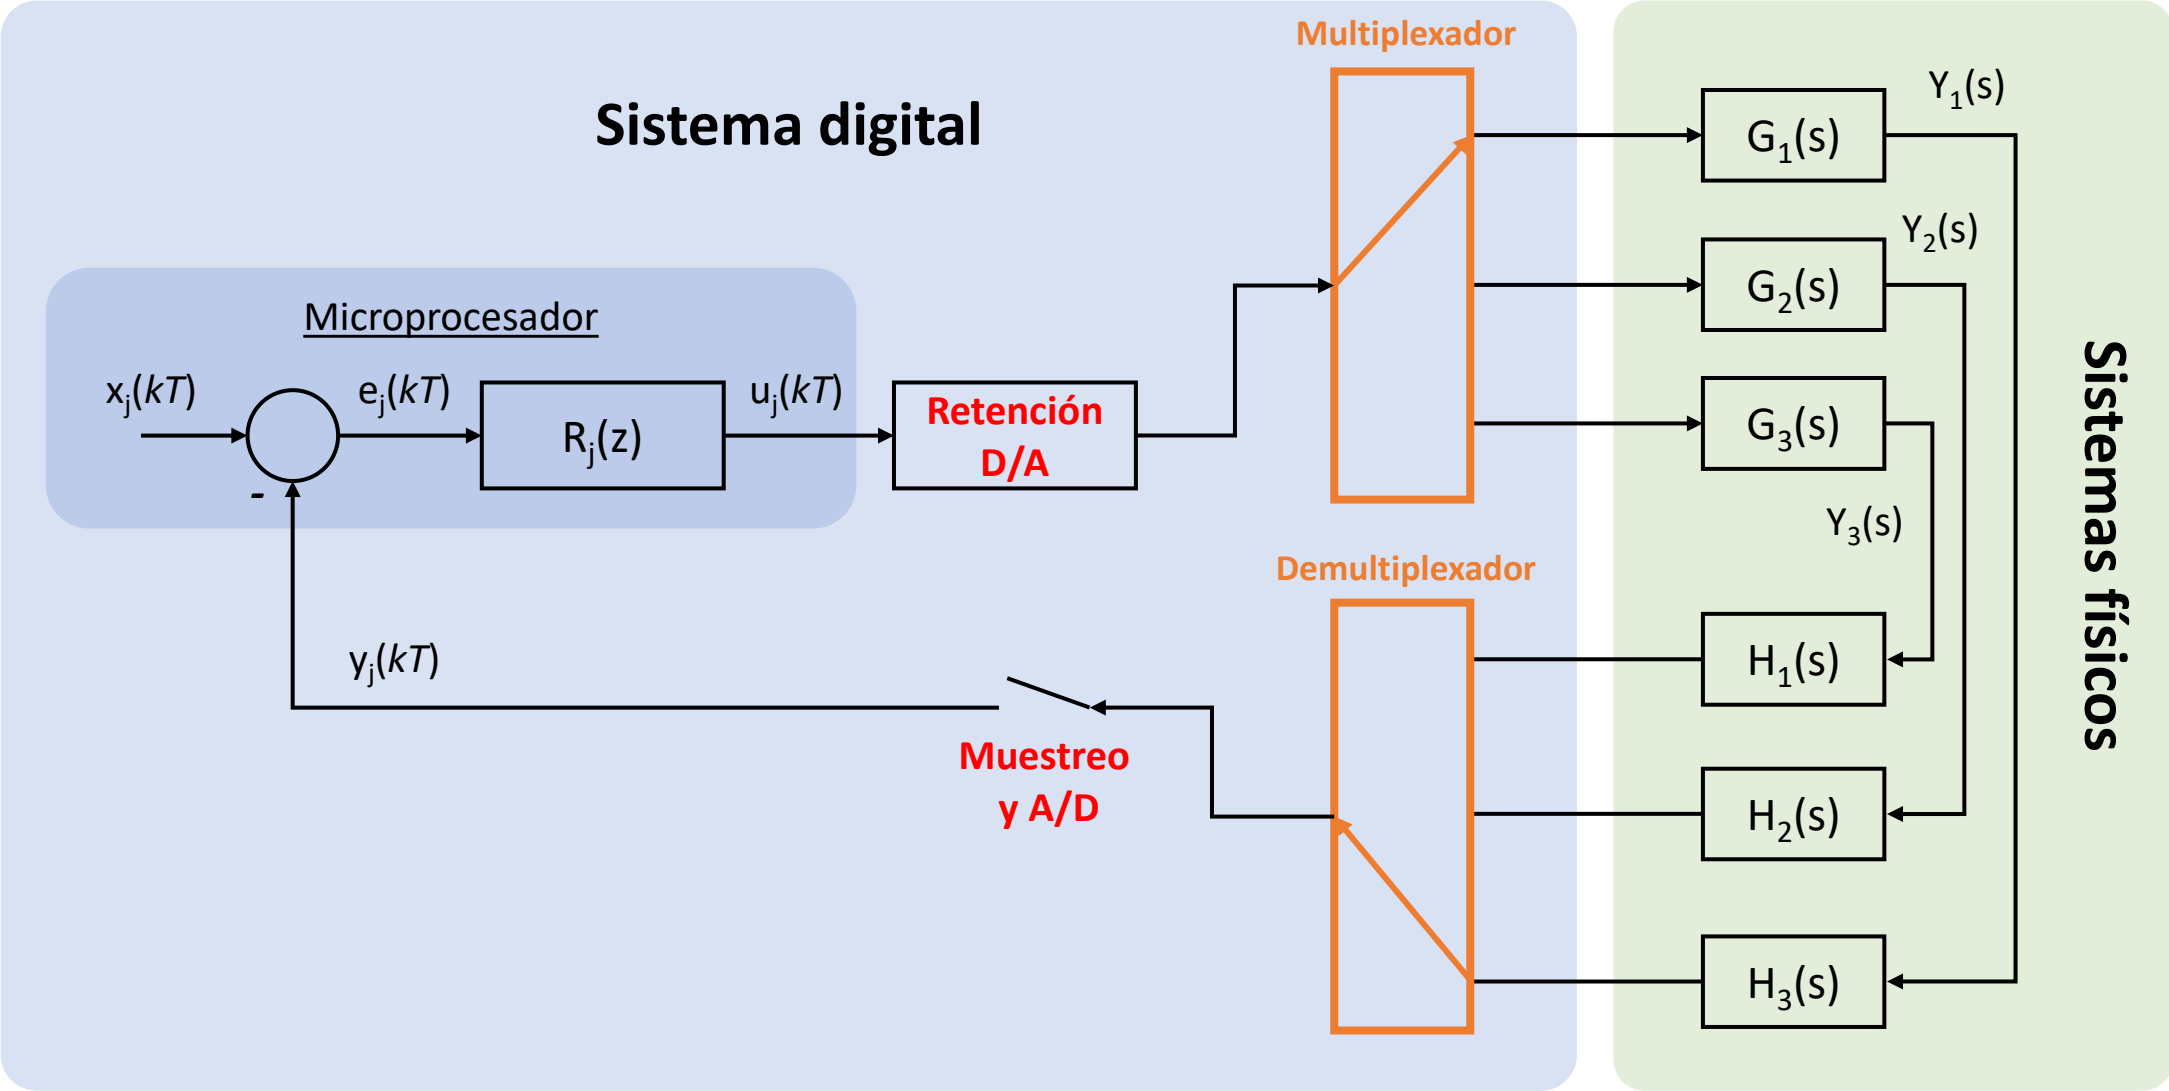 Multiplexador
Sistema digital
Y₁(s)
G₁(s)
Y₂(s)
G₂(s)
Microprocesador
xⱼ(kT)
eⱼ(kT)
Rⱼ(z)
uⱼ(kT)
Retención
D/A
G₃(s)
-
Y₃(s)
Sistemas físicos
Demultiplexador
yⱼ(kT)
H₁(s)
Muestreo
y A/D
H₂(s)
H₃(s)